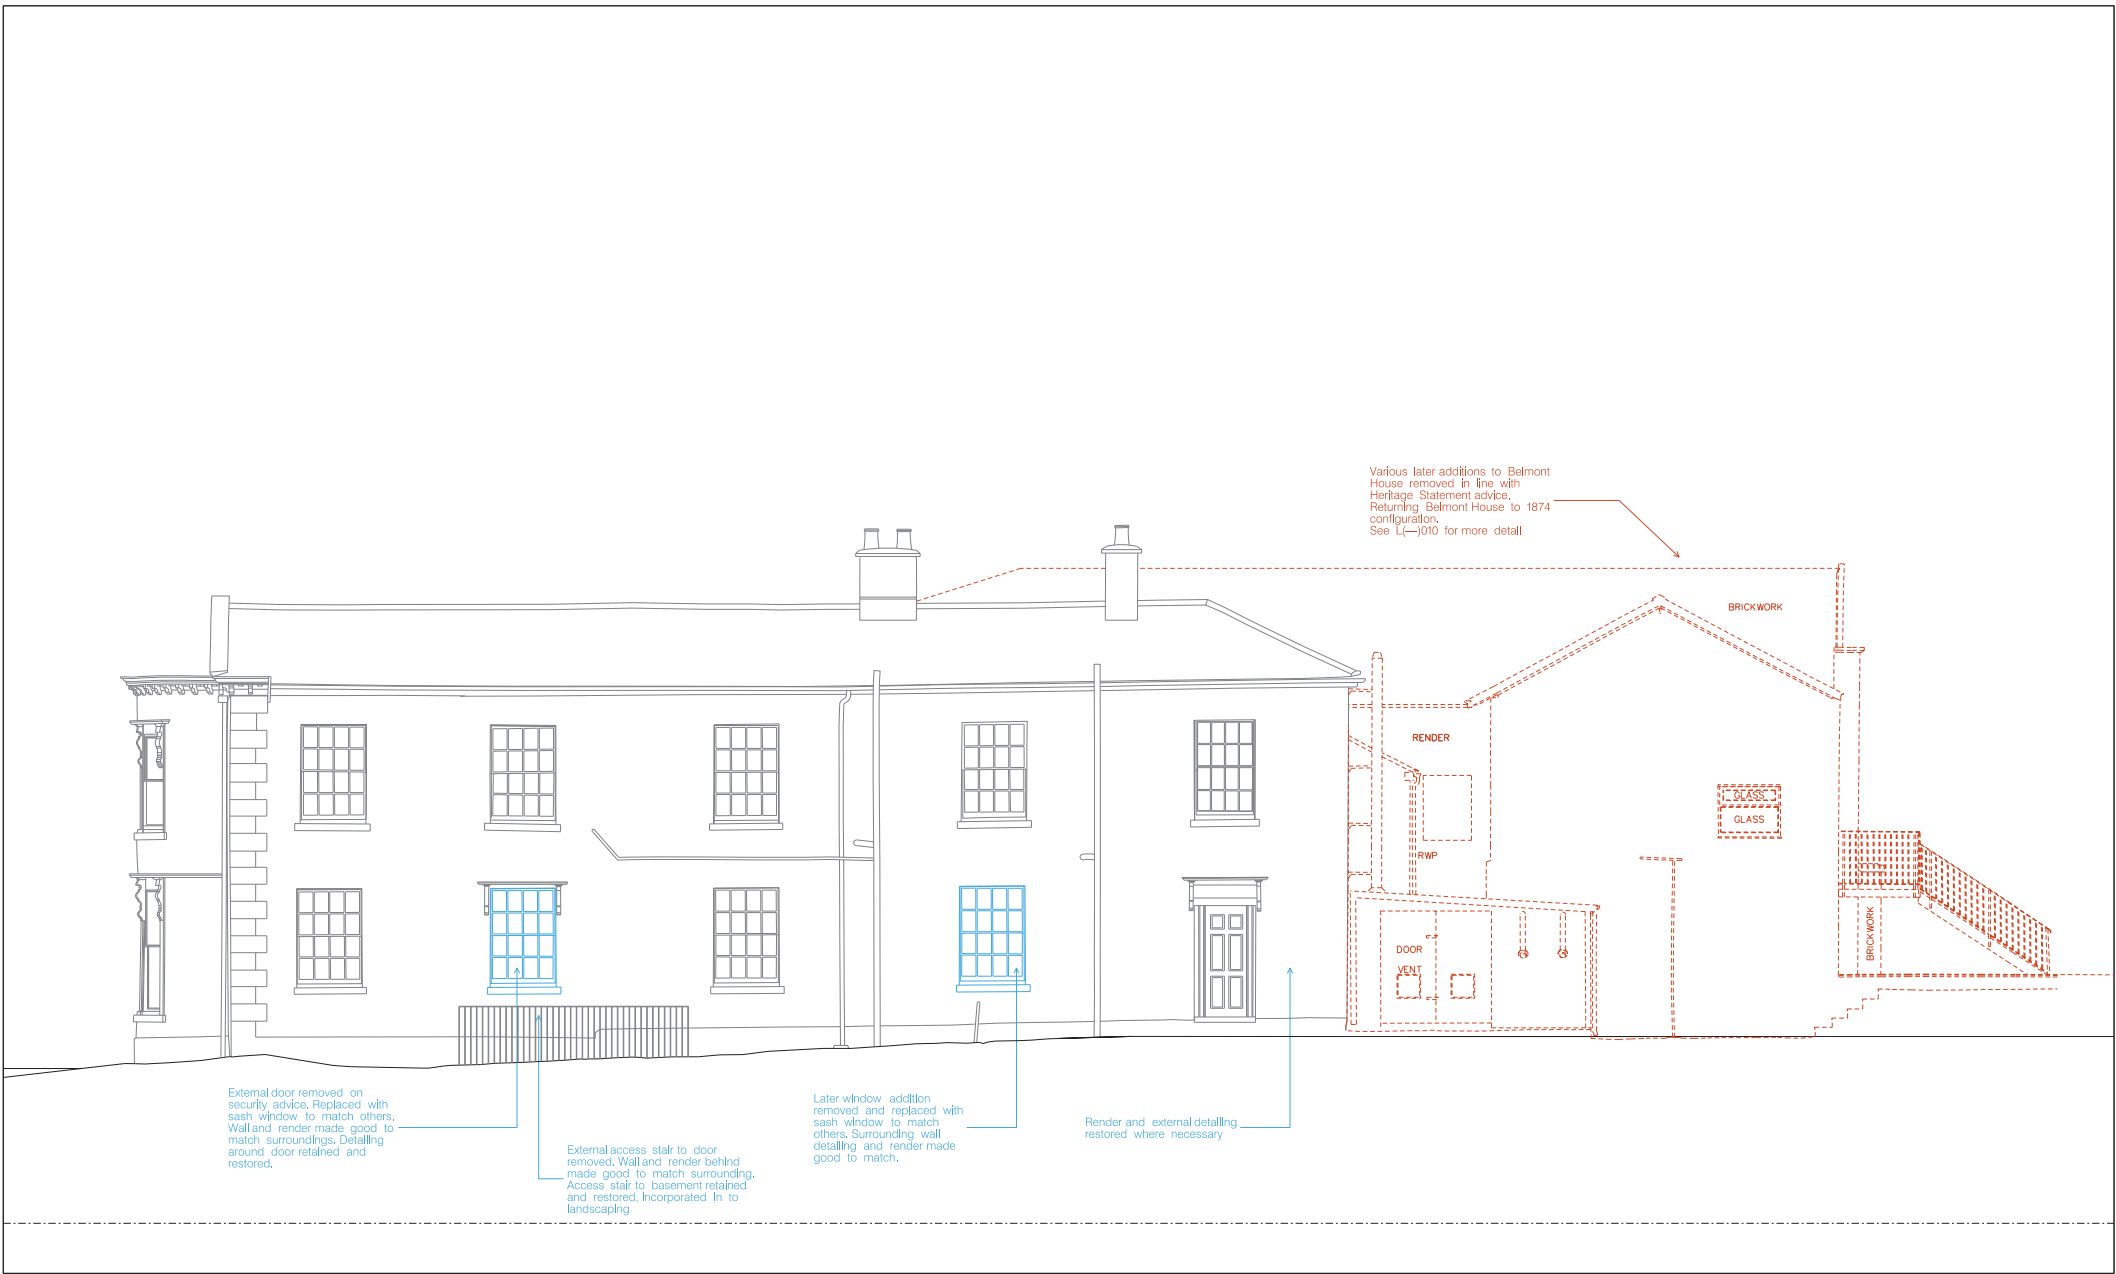 Various later additions to Belmont
House removed in line with
Heritage Statement advice.
Returning Belmont House to 1874
configuration.
See L(—)010 for more detail
BRICKWORK
RENDER
GLASS
GLASS
RWP
DOOR
VENT
BRICKWORK
External door removed on
security advice. Replaced with
sash window to match others.
Wall and render made good to
match surroundings. Detailing
around door retained and
restored.
External access stair to door
removed. Wall and render behind
made good to match surrounding.
Access stair to basement retained
and restored, incorporated in to
landscaping
Later window addition
removed and replaced with
sash window to match
others. Surrounding wall
detailing and render made
good to match.
Render and external detailing
restored where necessary